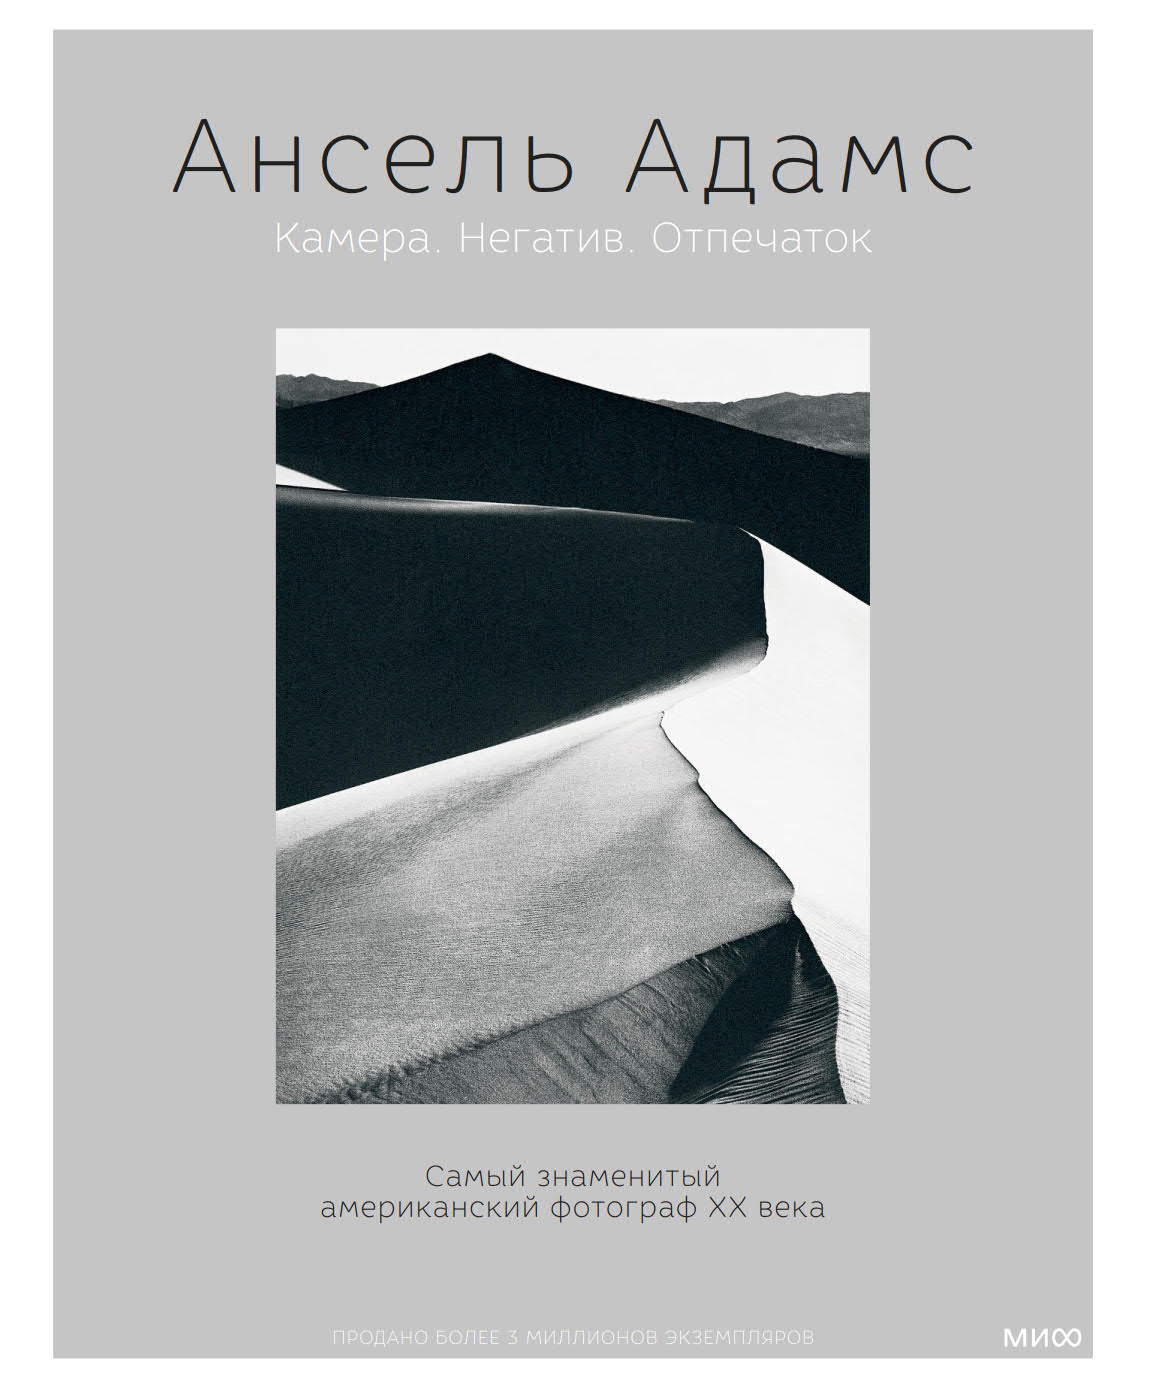 Ансель Адамс
Камера. Негатив. Отпечаток
Самый знаменитый
американский фотограф XX века
ПРОДАНО БОЛЕЕ 3 МИЛЛИОНОВ ЭКЗЕМПЛЯРОВ
МИФ